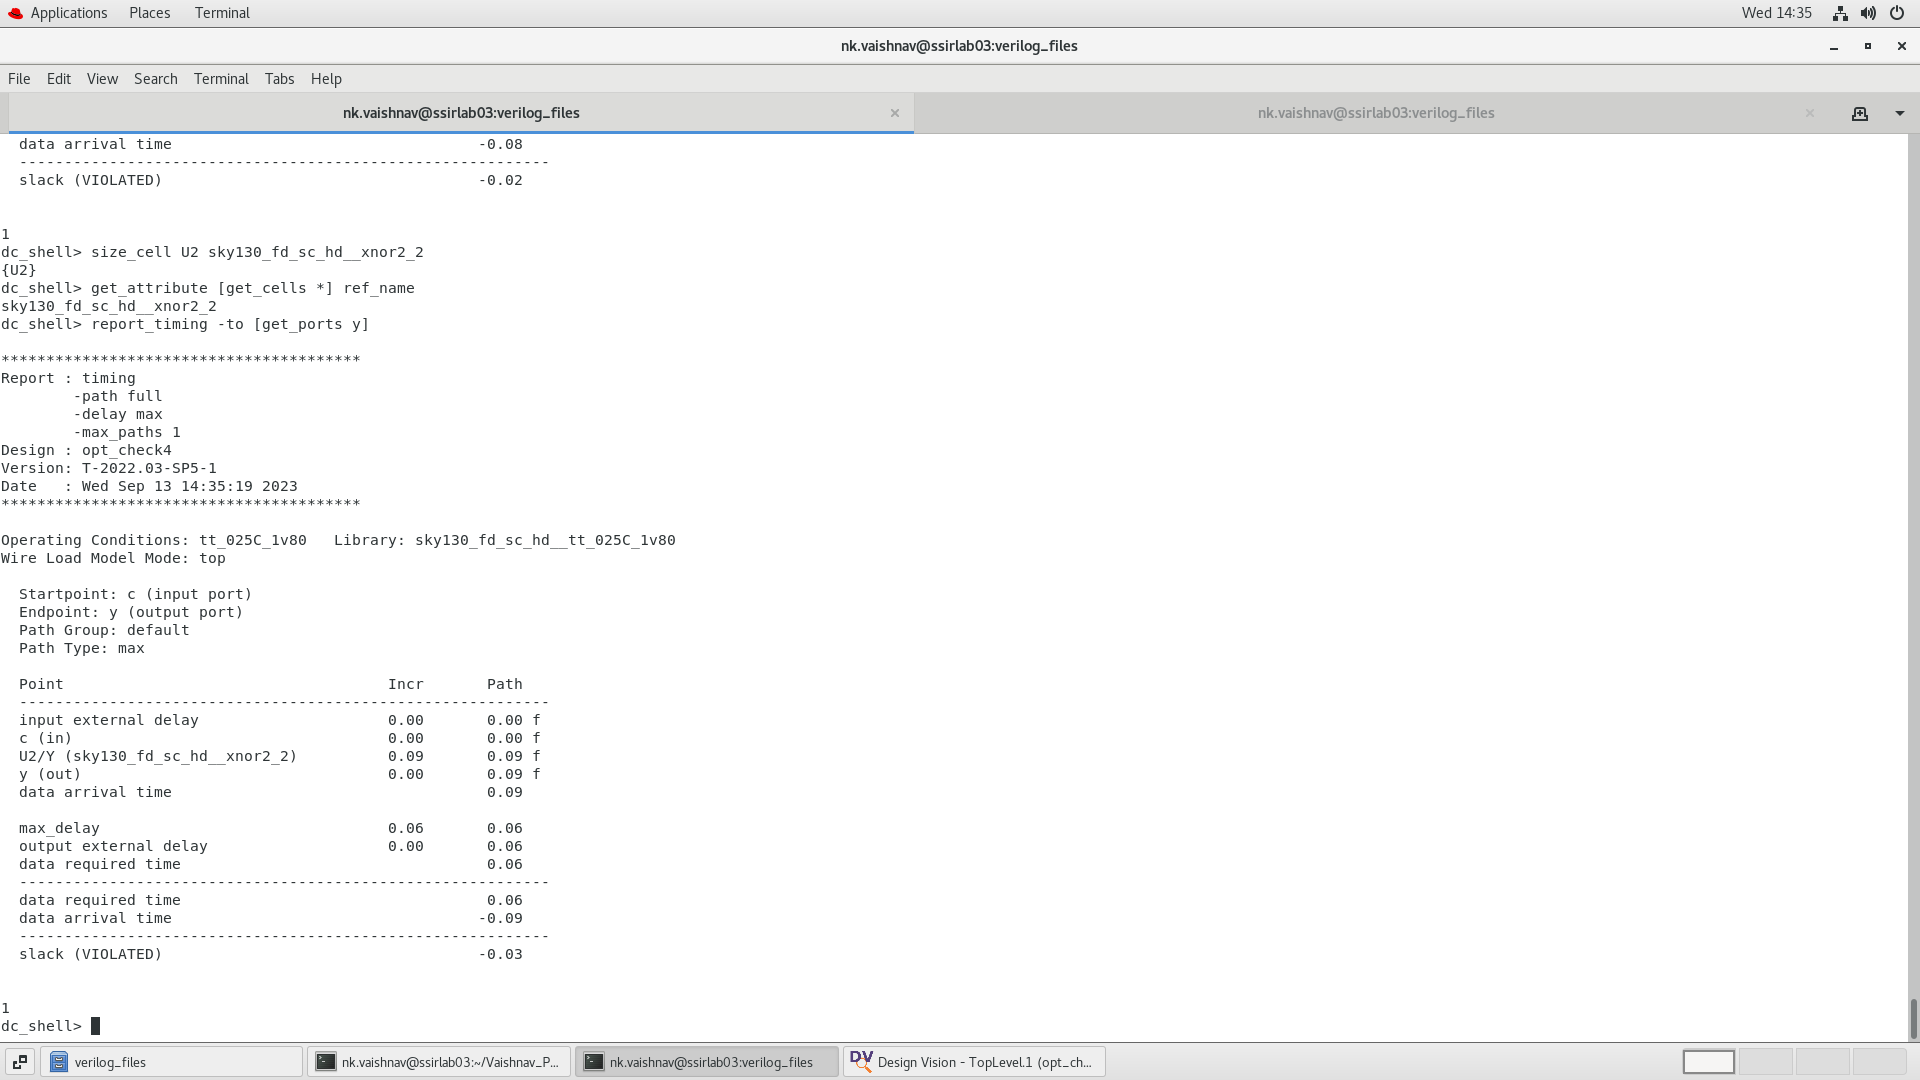 Applications Places Terminal Wed 14:35
nk.vaishnav@ssirlab03:verilog_files
File Edit View Search Terminal Tabs Help
nk.vaishnav@ssirlab03:verilog_files nk.vaishnav@ssirlab03:verilog_files
data arrival time -0.08
-----------------------------------------------------------
slack (VIOLATED) -0.02
1
dc_shell> size_cell U2 sky130_fd_sc_hd__xnor2_2
{U2}
dc_shell> get_attribute [get_cells *] ref_name
sky130_fd_sc_hd__xnor2_2
dc_shell> report_timing -to [get_ports y]
****************************************
Report : timing
-path full
-delay max
-max_paths 1
Design : opt_check4
Version: T-2022.03-SP5-1
Date : Wed Sep 13 14:35:19 2023
****************************************
Operating Conditions: tt_025C_1v80 Library: sky130_fd_sc_hd__tt_025C_1v80
Wire Load Model Mode: top
Startpoint: c (input port)
Endpoint: y (output port)
Path Group: default
Path Type: max
Point Incr Path
-----------------------------------------------------------
input external delay 0.00 0.00 f
c (in) 0.00 0.00 f
U2/Y (sky130_fd_sc_hd__xnor2_2) 0.09 0.09 f
y (out) 0.00 0.09 f
data arrival time 0.09
max_delay 0.06 0.06
output external delay 0.00 0.06
data required time 0.06
-----------------------------------------------------------
data required time 0.06
data arrival time -0.09
-----------------------------------------------------------
slack (VIOLATED) -0.03
1
dc_shell>
verilog_files nk.vaishnav@ssirlab03:~/Vaishnav_P... nk.vaishnav@ssirlab03:verilog_files DV Design Vision - TopLevel.1 (opt_ch...